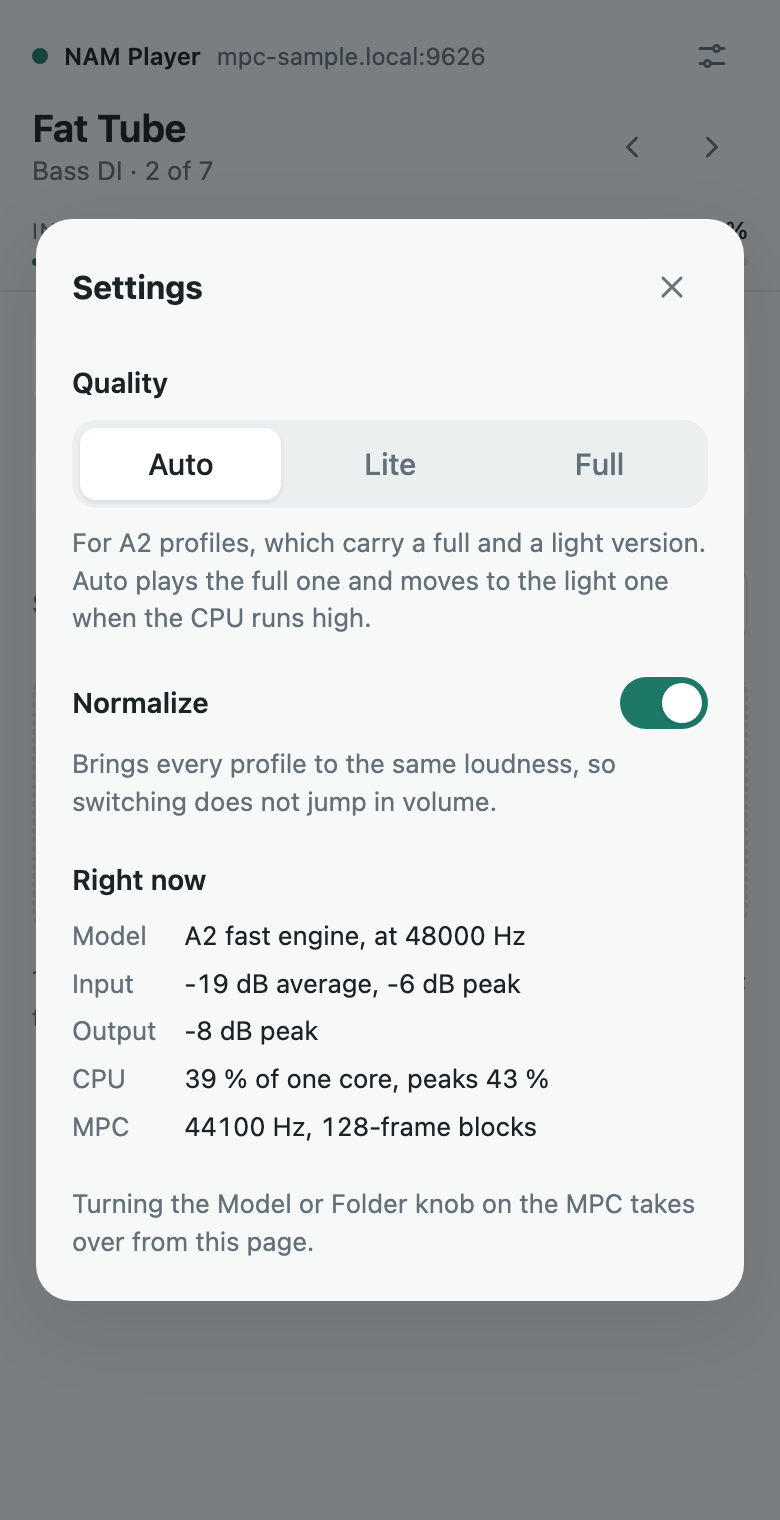 NAM Player mpc-sample.local:9626
Fat Tube
Bass DI · 2 of 7
%
Settings
Quality
Auto Lite Full
For A2 profiles, which carry a full and a light version.
Auto plays the full one and moves to the light one
when the CPU runs high.
Normalize
Brings every profile to the same loudness, so
switching does not jump in volume.
Right now
Model A2 fast engine, at 48000 Hz
Input -19 dB average, -6 dB peak
Output -8 dB peak
CPU 39 % of one core, peaks 43 %
MPC 44100 Hz, 128-frame blocks
Turning the Model or Folder knob on the MPC takes
over from this page.